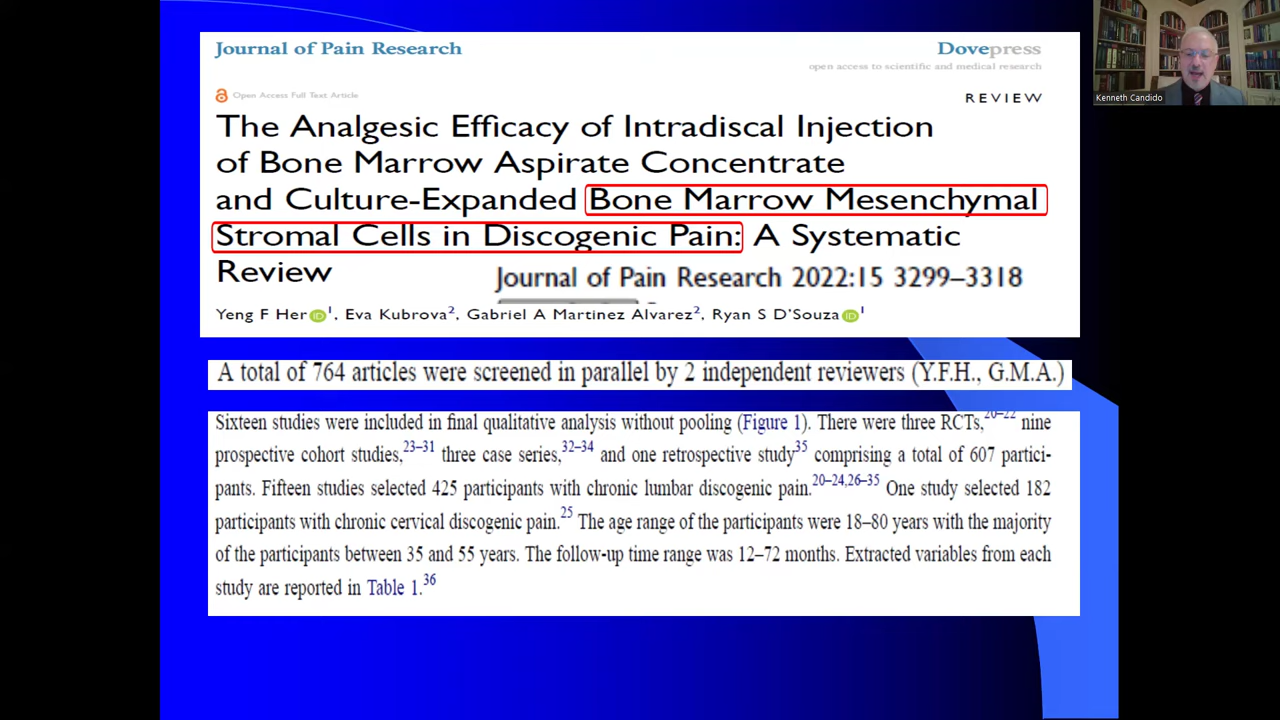 Journal of Pain Research
Dovepress
open access to scientific and medical research
Open Access Full Text Article
REVIEW
The Analgesic Efficacy of Intradiscal Injection
of Bone Marrow Aspirate Concentrate
and Culture-Expanded Bone Marrow Mesenchymal
Stromal Cells in Discogenic Pain: A Systematic
Review
Journal of Pain Research 2022:15 3299–3318
Yeng F Her iD 1, Eva Kubrova2, Gabriel A Martinez Alvarez2, Ryan S D'Souza iD 1
A total of 764 articles were screened in parallel by 2 independent reviewers (Y.F.H., G.M.A.)
Sixteen studies were included in final qualitative analysis without pooling (Figure 1). There were three RCTs,20–22 nine
prospective cohort studies,23–31 three case series,32–34 and one retrospective study35 comprising a total of 607 partici-
pants. Fifteen studies selected 425 participants with chronic lumbar discogenic pain.20–24,26–35 One study selected 182
participants with chronic cervical discogenic pain.25 The age range of the participants were 18–80 years with the majority
of the participants between 35 and 55 years. The follow-up time range was 12–72 months. Extracted variables from each
study are reported in Table 1.36
Kenneth Candido